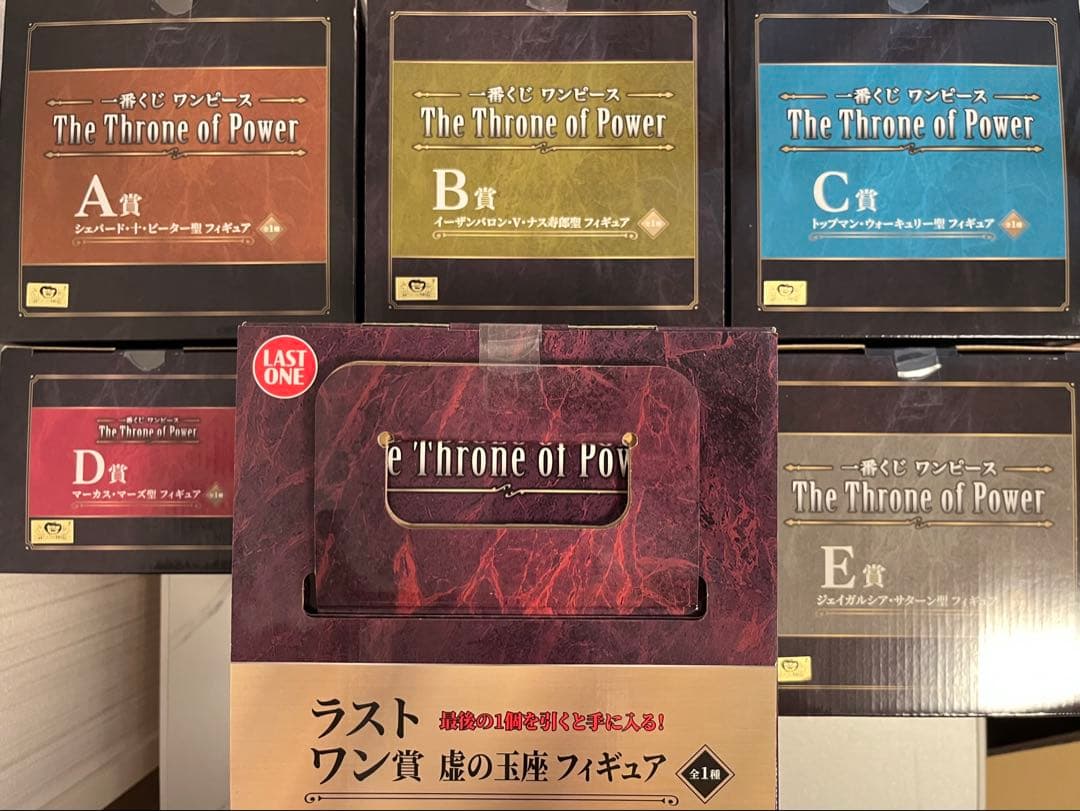 一番くじ ワンピース
The Throne of Power
A賞
シェパード・十・ピーター聖 フィギュア 全1種
一番くじ ワンピース
The Throne of Power
B賞
イーザンバロン・V・ナス寿郎聖 フィギュア 全1種
一番くじ ワンピース
The Throne of Power
C賞
トップマン・ウォーキュリー聖 フィギュア 全1種
一番くじ ワンピース
The Throne of Power
D賞
マーカス・マーズ聖 フィギュア 全1種
LAST
ONE
e Throne of Pow
一番くじ ワンピース
The Throne of Power
E賞
ジェイガルシア・サターン聖 フィギュア
ラスト
ワン賞
最後の1個を引くと手に入る!
虚の玉座 フィギュア 全1種